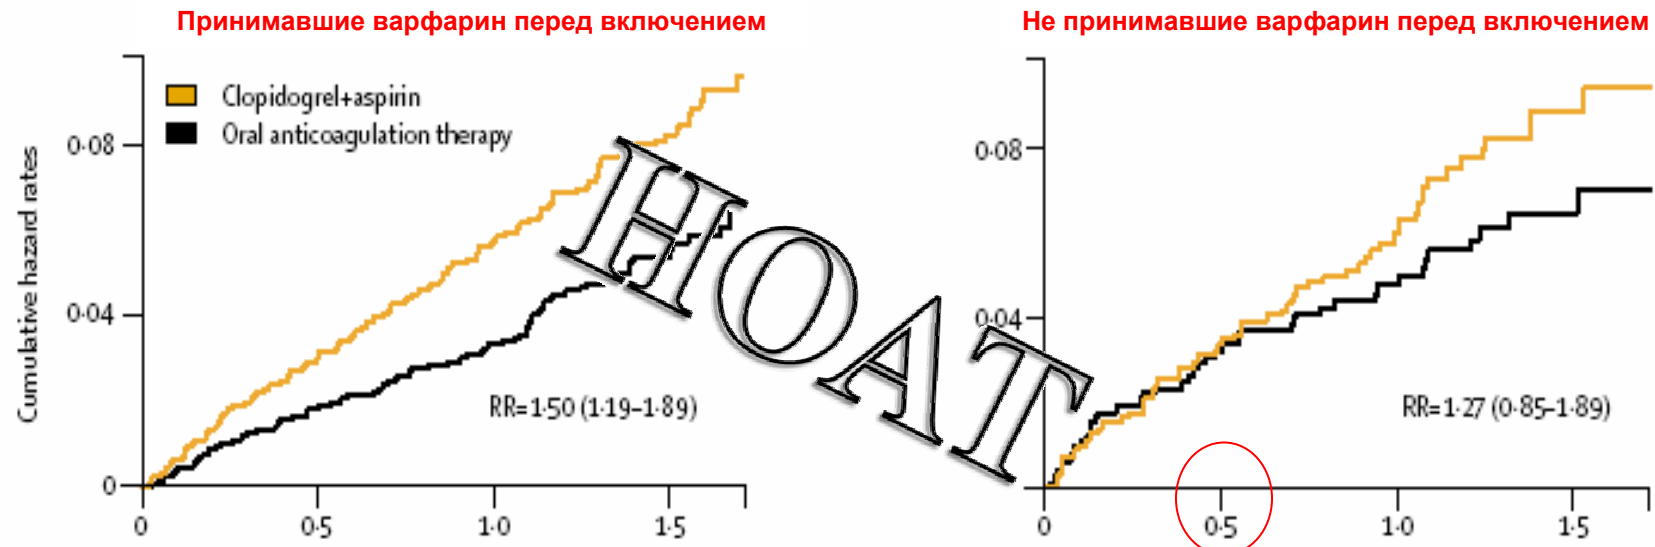 Принимавшие варфарин перед включением
Не принимавшие варфарин перед включением
Clopidogrel+aspirin
Oral anticoagulation therapy
Cumulative hazard rates
0·08
0·04
0
RR=1·50 (1·19–1·89)
0
0·5
1·0
1·5
НОАТ
0·08
0·04
RR=1·27 (0·85–1·89)
0
0·5
1·0
1·5